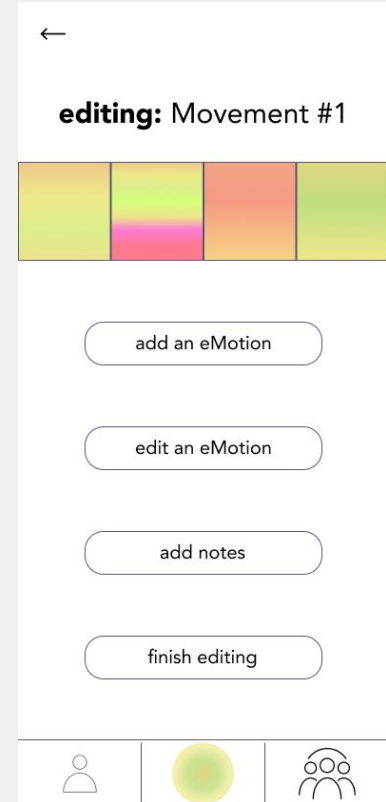 editing: Movement #1
add an eMotion
edit an eMotion
add notes
finish editing